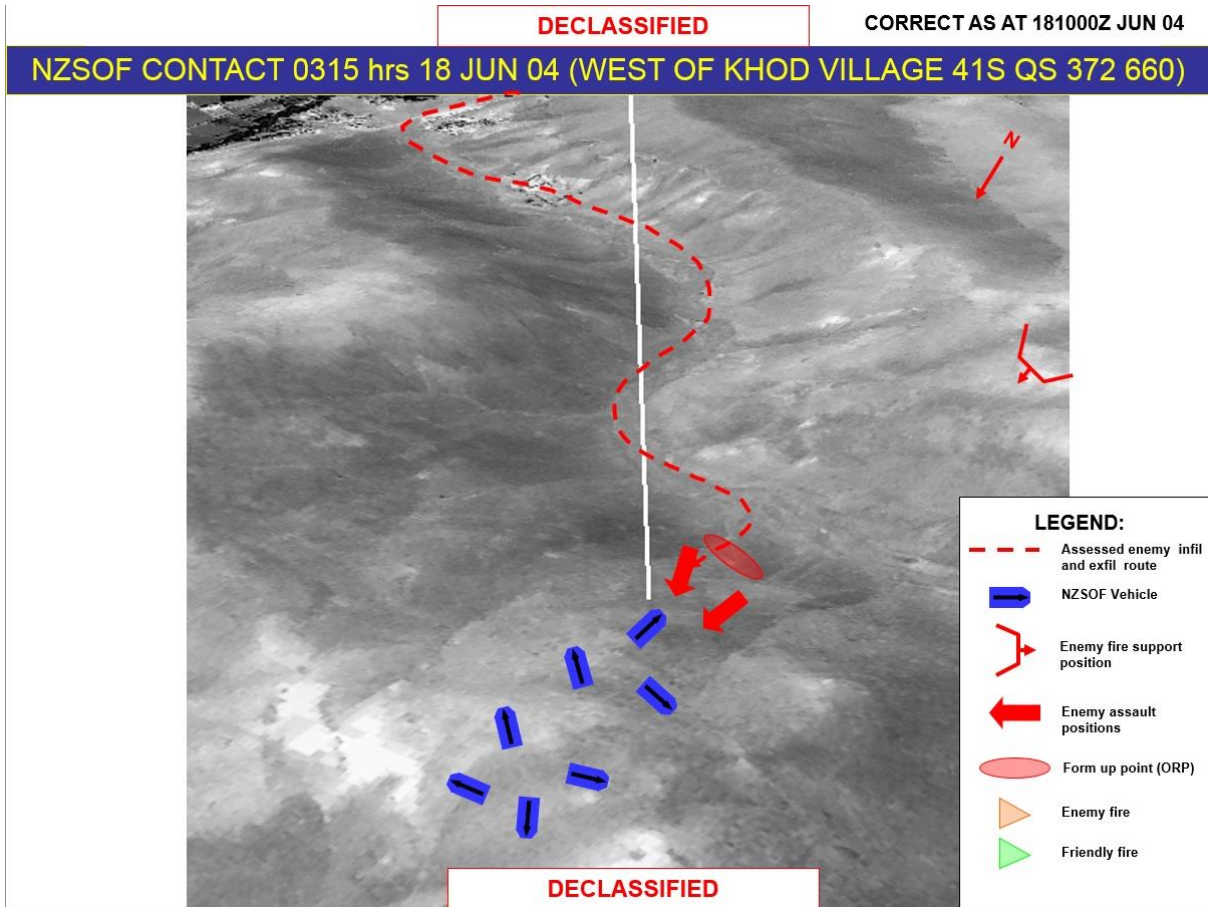 DECLASSIFIED
CORRECT AS AT 181000Z JUN 04
NZSOF CONTACT 0315 hrs 18 JUN 04 (WEST OF KHOD VILLAGE 41S QS 372 660)
N
LEGEND:
Assessed enemy infil
and exfil route
NZSOF Vehicle
Enemy fire support
position
Enemy assault
positions
Form up point (ORP)
Enemy fire
Friendly fire
DECLASSIFIED